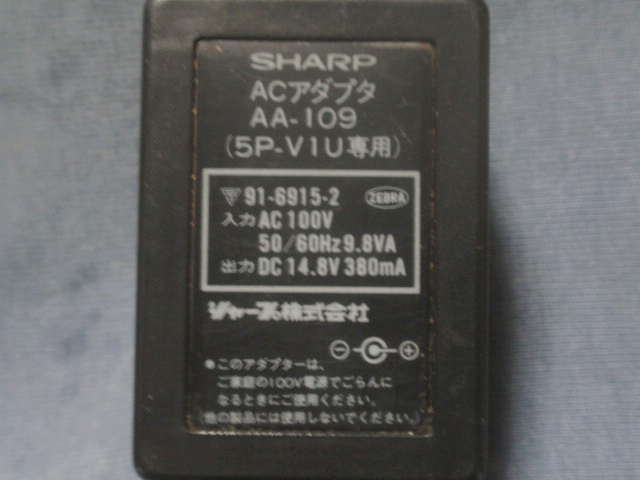 SHARP
ACアダプタ
AA-109
(5P-V1U専用)
91-6915-2 ZEBRA
入力 AC 100V
50/60Hz 9.8VA
出力 DC 14.8V 380mA
シャープ株式会社
⊖ ⊕
●このアダプターは、
ご家庭の100V電源でごらんに
なるときにご使用ください。
(他の製品には使用しないでください。)